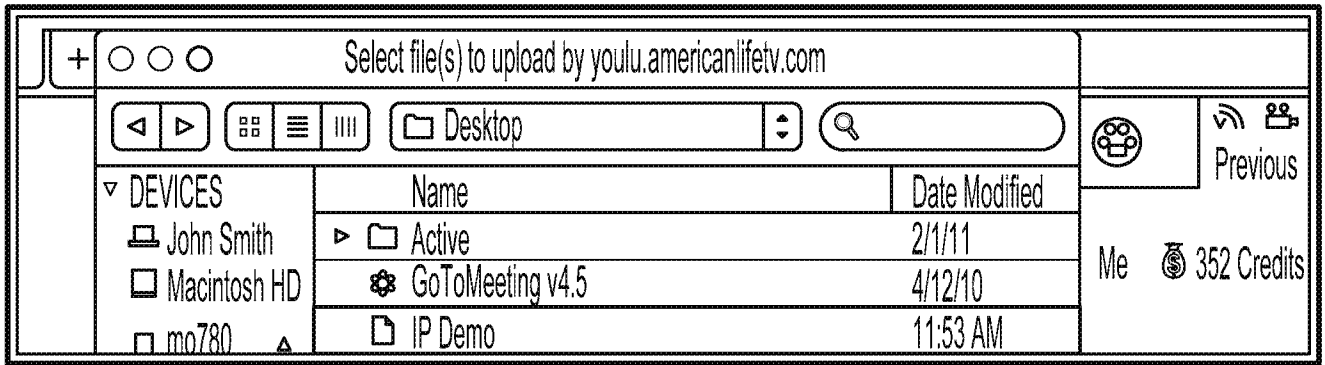 Select file(s) to upload by youlu.americanlifetv.com
Desktop
Previous
DEVICES
Name Date Modified
John Smith
Active 2/1/11
Me 352 Credits
Macintosh HD
GoToMeeting v4.5 4/12/10
mo780
IP Demo 11:53 AM